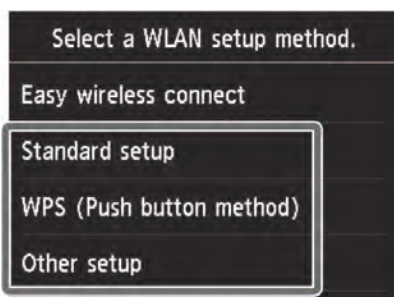 Select a WLAN setup method.
Easy wireless connect
Standard setup
WPS (Push button method)
Other setup